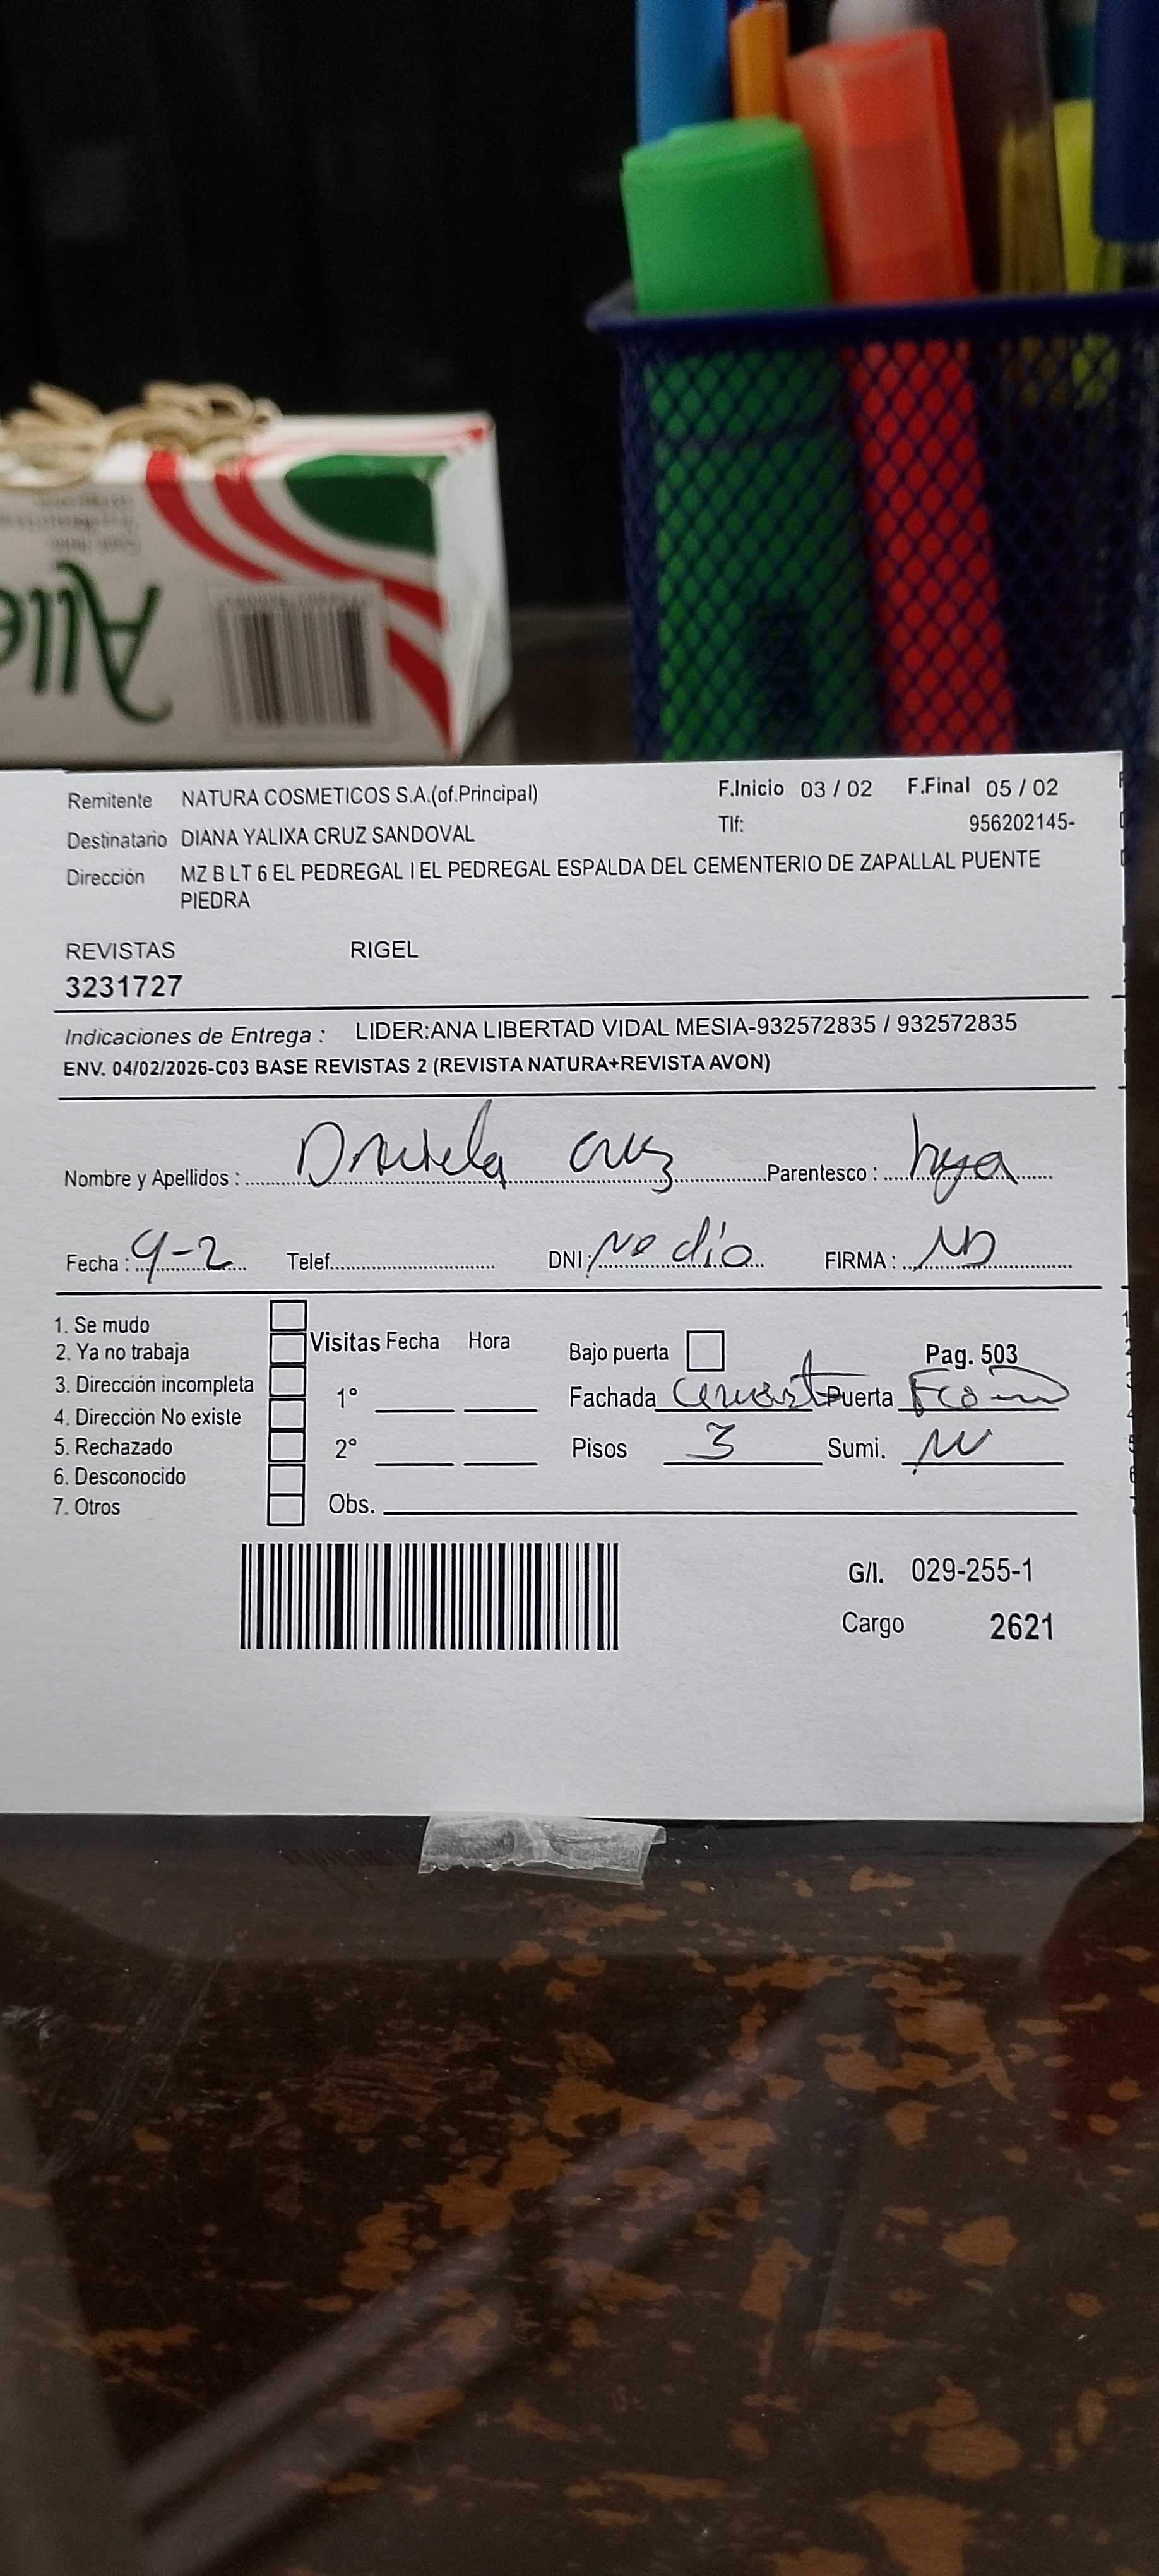 Alle
Remitente NATURA COSMETICOS S.A.(of.Principal) F.Inicio 03 / 02 F.Final 05 / 02
Destinatario DIANA YALIXA CRUZ SANDOVAL Tlf: 956202145-
Dirección MZ B LT 6 EL PEDREGAL I EL PEDREGAL ESPALDA DEL CEMENTERIO DE ZAPALLAL PUENTE
PIEDRA
REVISTAS RIGEL
3231727
Indicaciones de Entrega : LIDER:ANA LIBERTAD VIDAL MESIA-932572835 / 932572835
ENV. 04/02/2026-C03 BASE REVISTAS 2 (REVISTA NATURA+REVISTA AVON)
Nombre y Apellidos : Cruz Parentesco : hija
Fecha : 4-2 Telef. DNI: No dio FIRMA :
1. Se mudo
2. Ya no trabaja Visitas Fecha Hora Bajo puerta Pag. 503
3. Dirección incompleta 1° Fachada Puerta
4. Dirección No existe
5. Rechazado 2° Pisos 3 Sumi.
6. Desconocido
7. Otros Obs.
G/I. 029-255-1
Cargo 2621